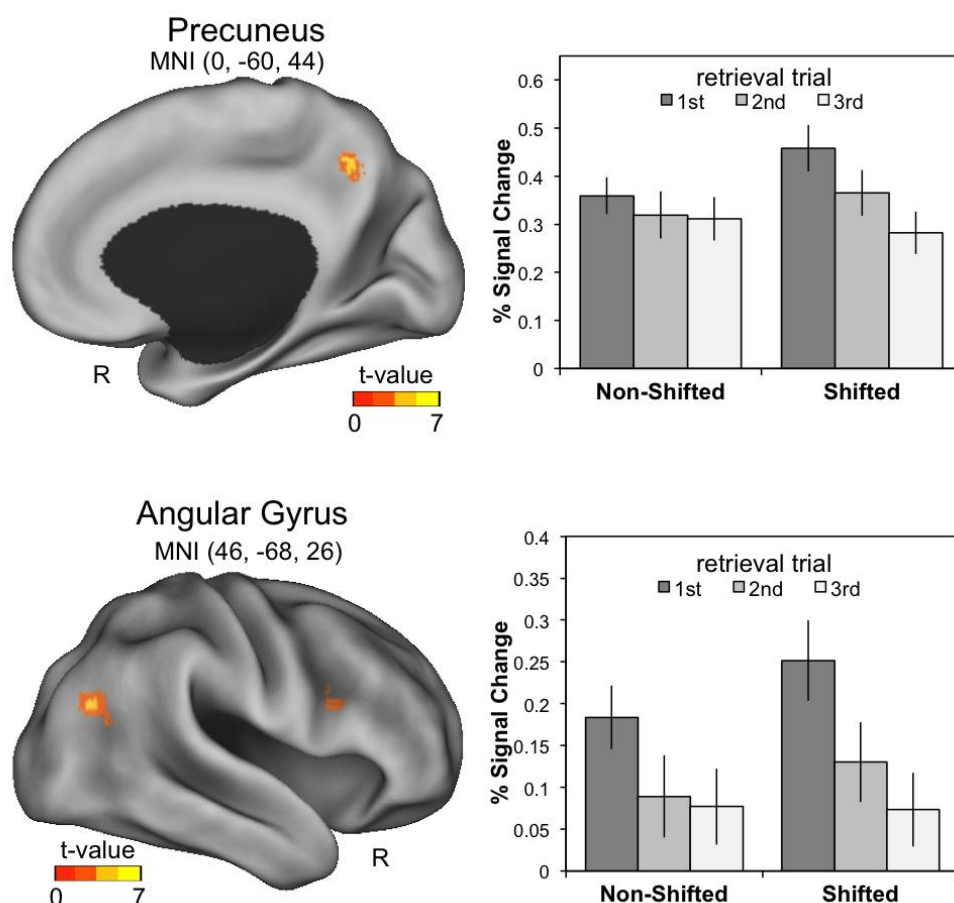 Precuneus
MNI (0, -60, 44)
R
t-value
0 7
% Signal Change
0.6
0.5
0.4
0.3
0.2
0.1
0
retrieval trial
1st 2nd 3rd
Non-Shifted Shifted
Angular Gyrus
MNI (46, -68, 26)
R
t-value
0 7
% Signal Change
0.4
0.35
0.3
0.25
0.2
0.15
0.1
0.05
0
retrieval trial
1st 2nd 3rd
Non-Shifted Shifted